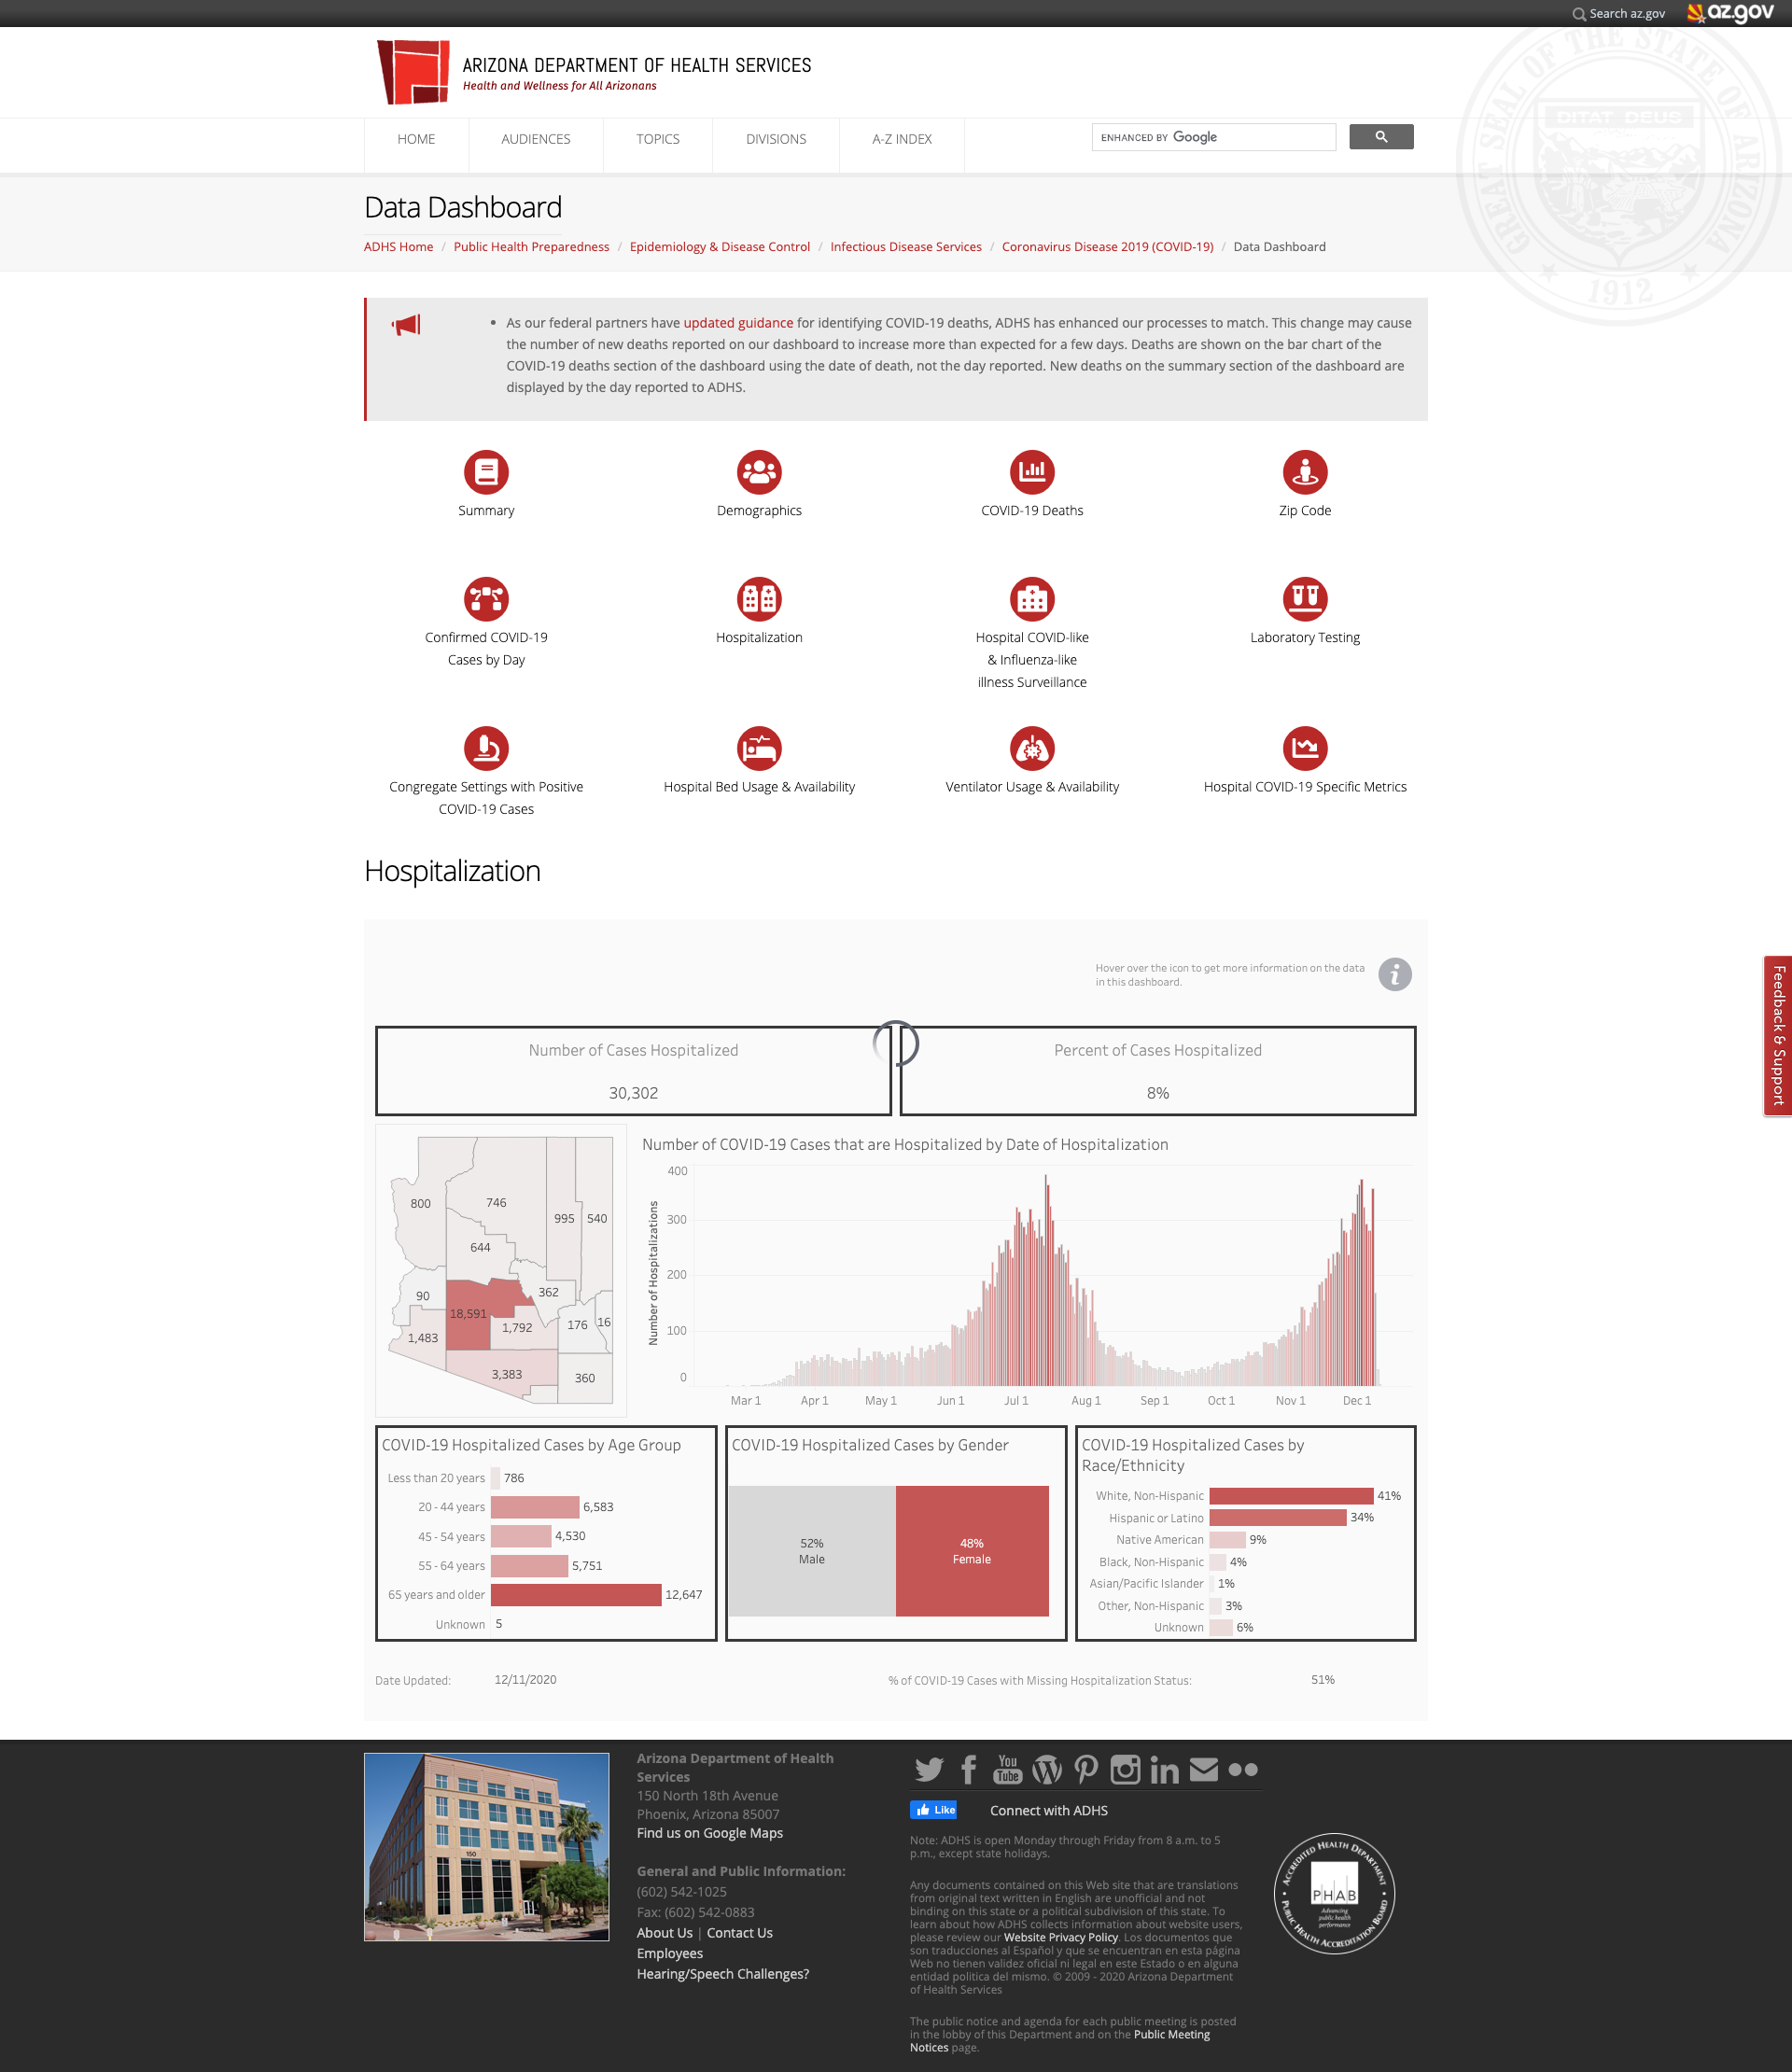 Search az.gov
az.gov
ARIZONA DEPARTMENT OF HEALTH SERVICES
Health and Wellness for All Arizonans
GREAT SEAL OF THE STATE OF ARIZONA
DITAT DEUS
1912
HOME
AUDIENCES
TOPICS
DIVISIONS
A-Z INDEX
ENHANCED BY Google
Data Dashboard
ADHS Home / Public Health Preparedness / Epidemiology & Disease Control / Infectious Disease Services / Coronavirus Disease 2019 (COVID-19) / Data Dashboard
• As our federal partners have updated guidance for identifying COVID-19 deaths, ADHS has enhanced our processes to match. This change may cause
the number of new deaths reported on our dashboard to increase more than expected for a few days. Deaths are shown on the bar chart of the
COVID-19 deaths section of the dashboard using the date of death, not the day reported. New deaths on the summary section of the dashboard are
displayed by the day reported to ADHS.
Summary
Demographics
COVID-19 Deaths
Zip Code
Confirmed COVID-19
Cases by Day
Hospitalization
Hospital COVID-like
& Influenza-like
illness Surveillance
Laboratory Testing
Congregate Settings with Positive
COVID-19 Cases
Hospital Bed Usage & Availability
Ventilator Usage & Availability
Hospital COVID-19 Specific Metrics
Hospitalization
Hover over the icon to get more information on the data
in this dashboard.
i
Feedback & Support
Number of Cases Hospitalized
30,302
Percent of Cases Hospitalized
8%
800
746
995
540
644
90
362
18,591
1,792
176
16
1,483
3,383
360
Number of COVID-19 Cases that are Hospitalized by Date of Hospitalization
Number of Hospitalizations
400
300
200
100
0
Mar 1
Apr 1
May 1
Jun 1
Jul 1
Aug 1
Sep 1
Oct 1
Nov 1
Dec 1
COVID-19 Hospitalized Cases by Age Group
Less than 20 years 786
20 - 44 years 6,583
45 - 54 years 4,530
55 - 64 years 5,751
65 years and older 12,647
Unknown 5
COVID-19 Hospitalized Cases by Gender
52%
Male
48%
Female
COVID-19 Hospitalized Cases by
Race/Ethnicity
White, Non-Hispanic 41%
Hispanic or Latino 34%
Native American 9%
Black, Non-Hispanic 4%
Asian/Pacific Islander 1%
Other, Non-Hispanic 3%
Unknown 6%
Date Updated: 12/11/2020
% of COVID-19 Cases with Missing Hospitalization Status: 51%
150
Arizona Department of Health
Services
150 North 18th Avenue
Phoenix, Arizona 85007
Find us on Google Maps
General and Public Information:
(602) 542-1025
Fax: (602) 542-0883
About Us | Contact Us
Employees
Hearing/Speech Challenges?
You
Tube
Like
Connect with ADHS
Note: ADHS is open Monday through Friday from 8 a.m. to 5
p.m., except state holidays.
Any documents contained on this Web site that are translations
from original text written in English are unofficial and not
binding on this state or a political subdivision of this state. To
learn about how ADHS collects information about website users,
please review our Website Privacy Policy. Los documentos que
son traducciones al Español y que se encuentran en esta página
Web no tienen validez oficial ni legal en este Estado o en alguna
entidad politica del mismo. © 2009 - 2020 Arizona Department
of Health Services
The public notice and agenda for each public meeting is posted
in the lobby of this Department and on the Public Meeting
Notices page.
ACCREDITED HEALTH DEPARTMENT
PHAB
Advancing
public health
performance
PUBLIC HEALTH ACCREDITATION BOARD